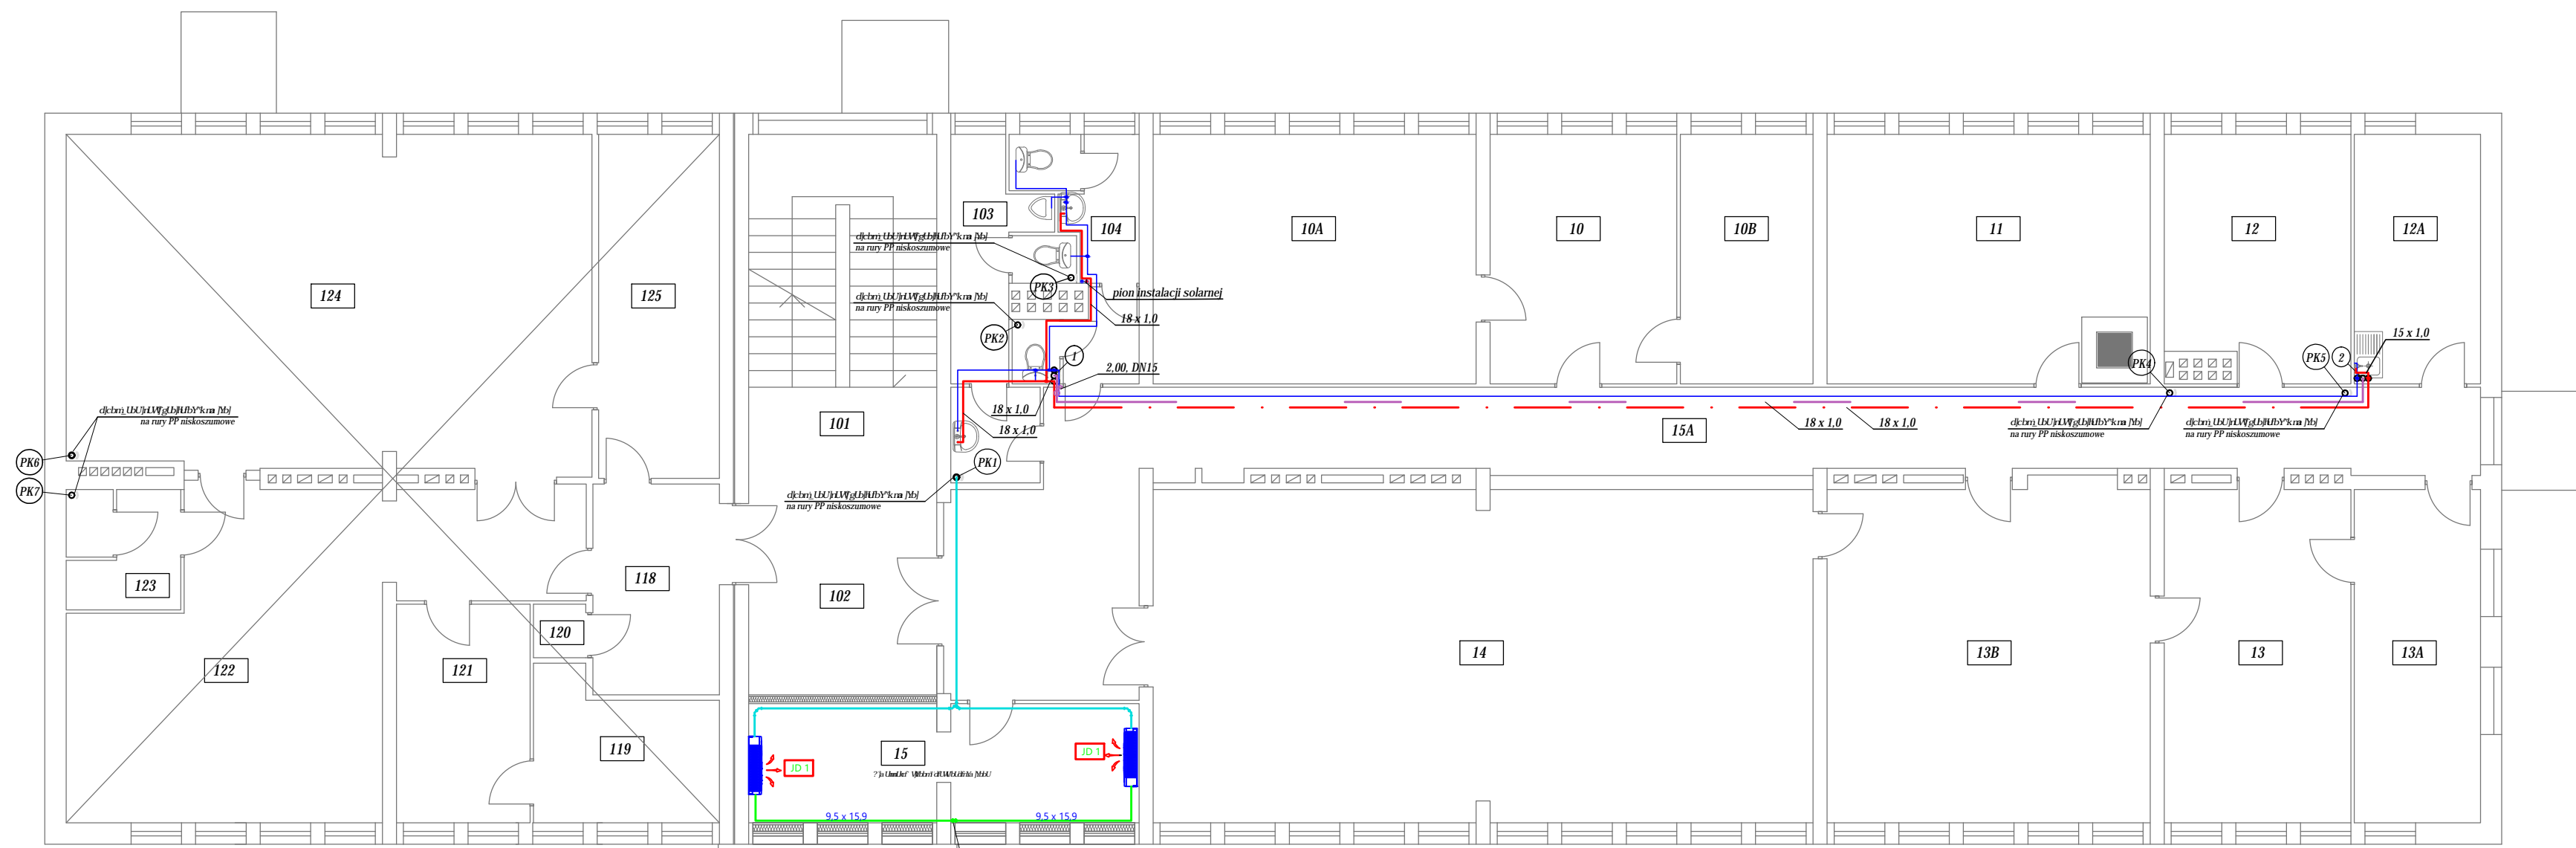 103
104
10A
10
10B
11
12
12A
na rury PP niskoszumowe
PK3
pion instalacji solarnej
124
125
na rury PP niskoszumowe
18 x 1,0
PK2
1
15 x 1,0
PK4
PK5
2
2,00, DN15
na rury PP niskoszumowe
18 x 1,0
18 x 1,0
101
15A
18 x 1,0
18 x 1,0
na rury PP niskoszumowe
na rury PP niskoszumowe
PK6
PK1
PK7
na rury PP niskoszumowe
123
118
102
120
122
121
14
13B
13
13A
119
15
JD 1
JD 1
9,5 x 15,9
9,5 x 15,9